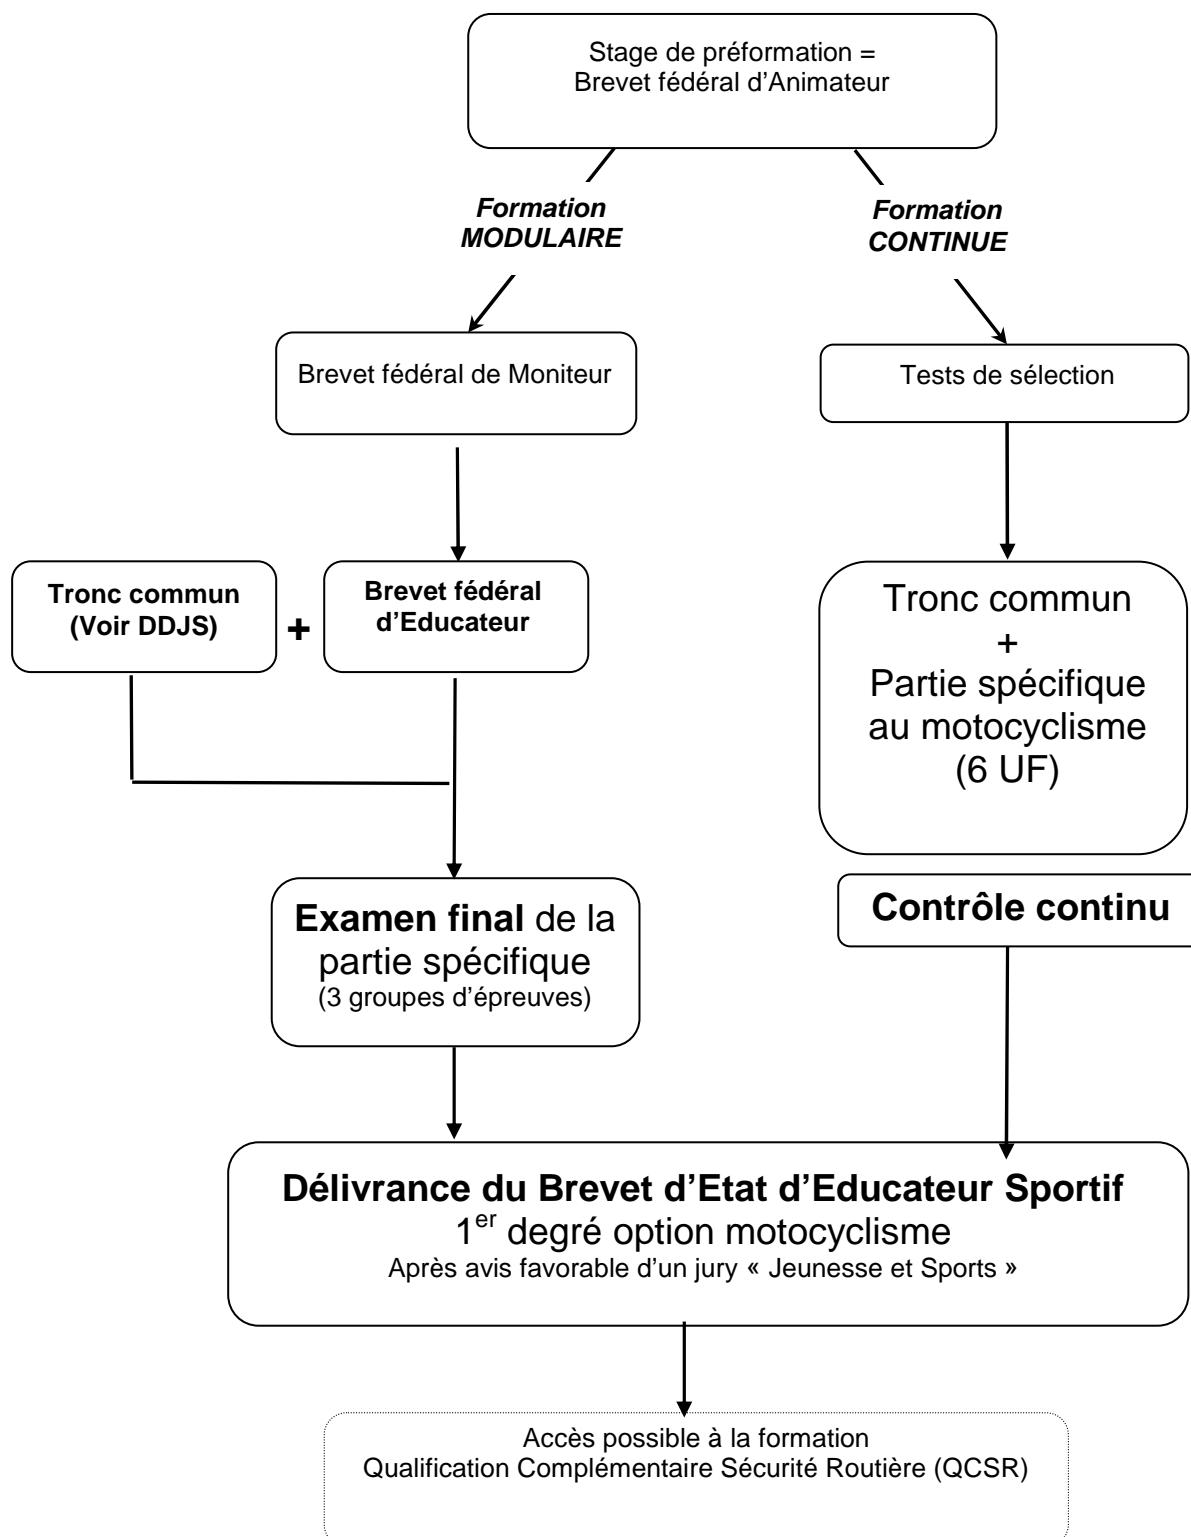 Stage de préformation =
Brevet fédéral d’Animateur
Formation
MODULAIRE
Formation
CONTINUE
Brevet fédéral de Moniteur
Tests de sélection
Tronc commun
(Voir DDJS)
+
Brevet fédéral
d’Educateur
Tronc commun
+
Partie spécifique
au motocyclisme
(6 UF)
Examen final de la
partie spécifique
(3 groupes d’épreuves)
Contrôle continu
Délivrance du Brevet d’Etat d’Educateur Sportif
1er degré option motocyclisme
Après avis favorable d’un jury « Jeunesse et Sports »
Accès possible à la formation
Qualification Complémentaire Sécurité Routière (QCSR)